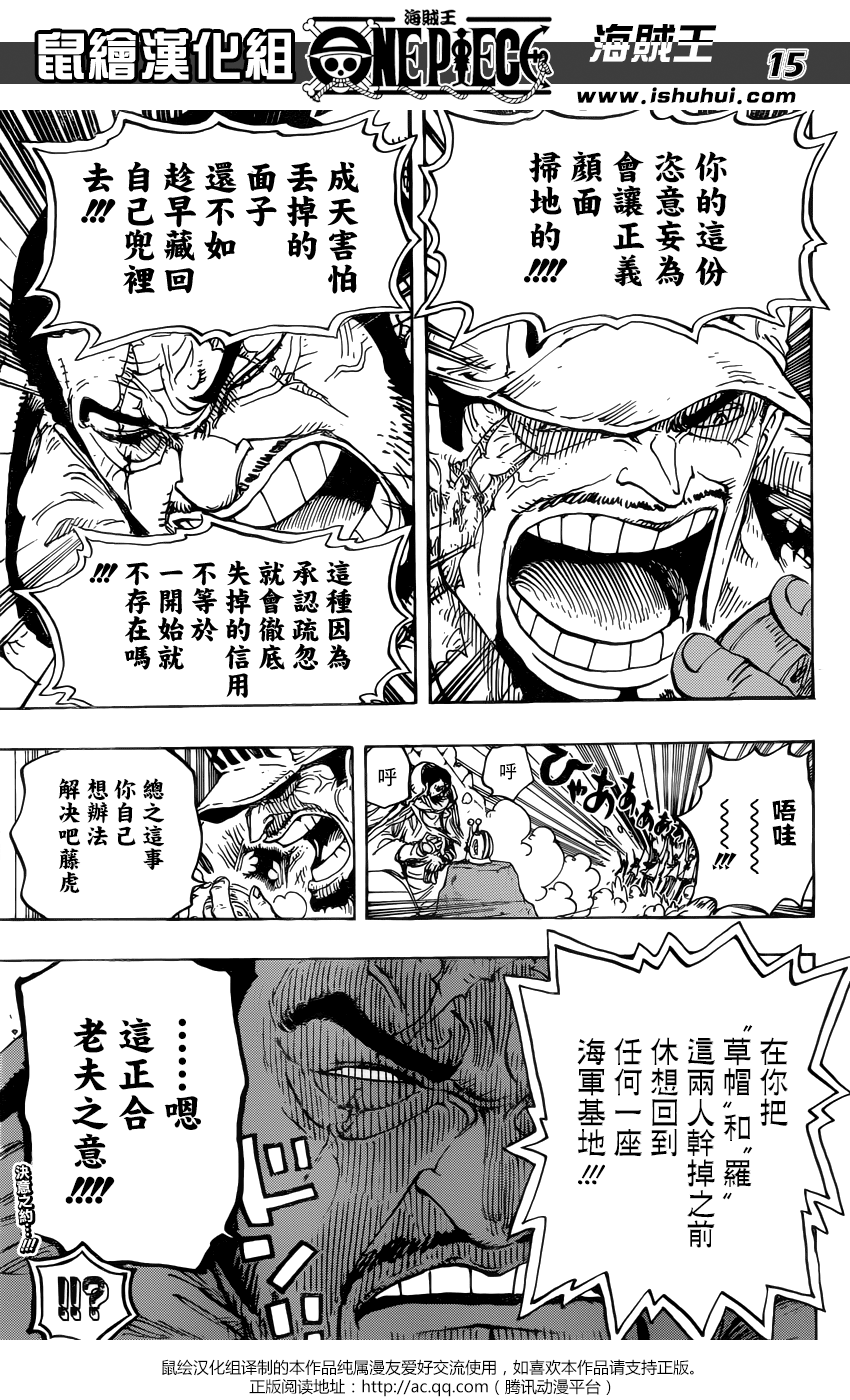 鼠繪漢化組
海賊王
ONE PIECE
海賊王
15
www.ishuhui.com
你的這份
恣意妄為
會讓正義
顏面
掃地的!!!!
成天害怕
丟掉的
面子
還不如
趁早藏回
自己兜裡
去!!!
這種因為
承認疏忽
就會徹底
失掉的信用
不等於
一開始就
不存在嗎
!!!
唔哇
~~~~
~~~~!!!
ひゃあああぁぁ
呼
呼
總之這事
你自己
想辦法
解決吧藤虎
在你把
"草帽"和"羅"
這兩人幹掉之前
休想回到
任何一座
海軍基地!!!
……嗯
這正合
老夫之意!!!!
決意之約…!!!
!!?
鼠绘汉化组译制的本作品纯属漫友爱好交流使用，如喜欢本作品请支持正版。
正版阅读地址：http://ac.qq.com（腾讯动漫平台）